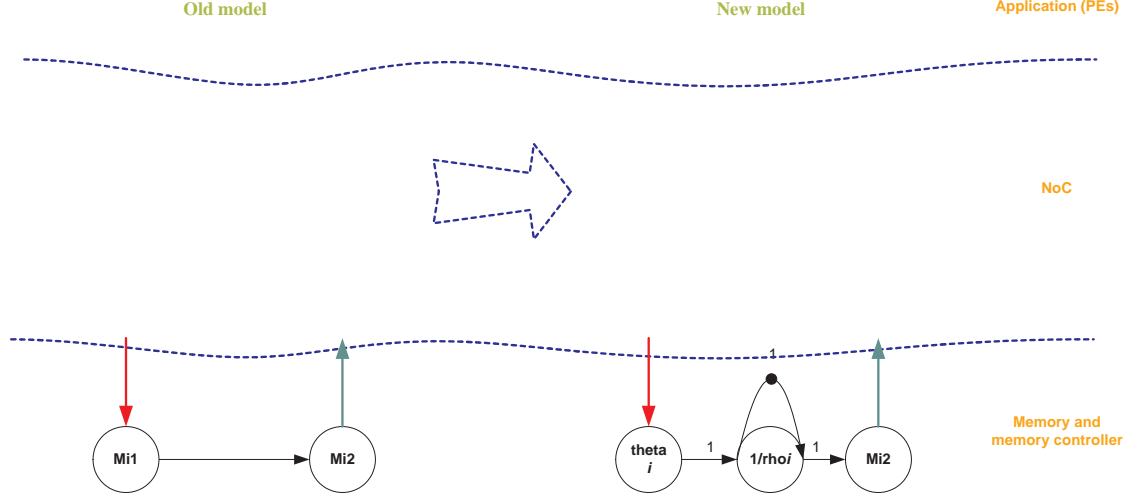 Old model
New model
Application (PEs)
NoC
1
Mi1
Mi2
theta
i
1
1/rhoi
1
Mi2
Memory and
memory controller